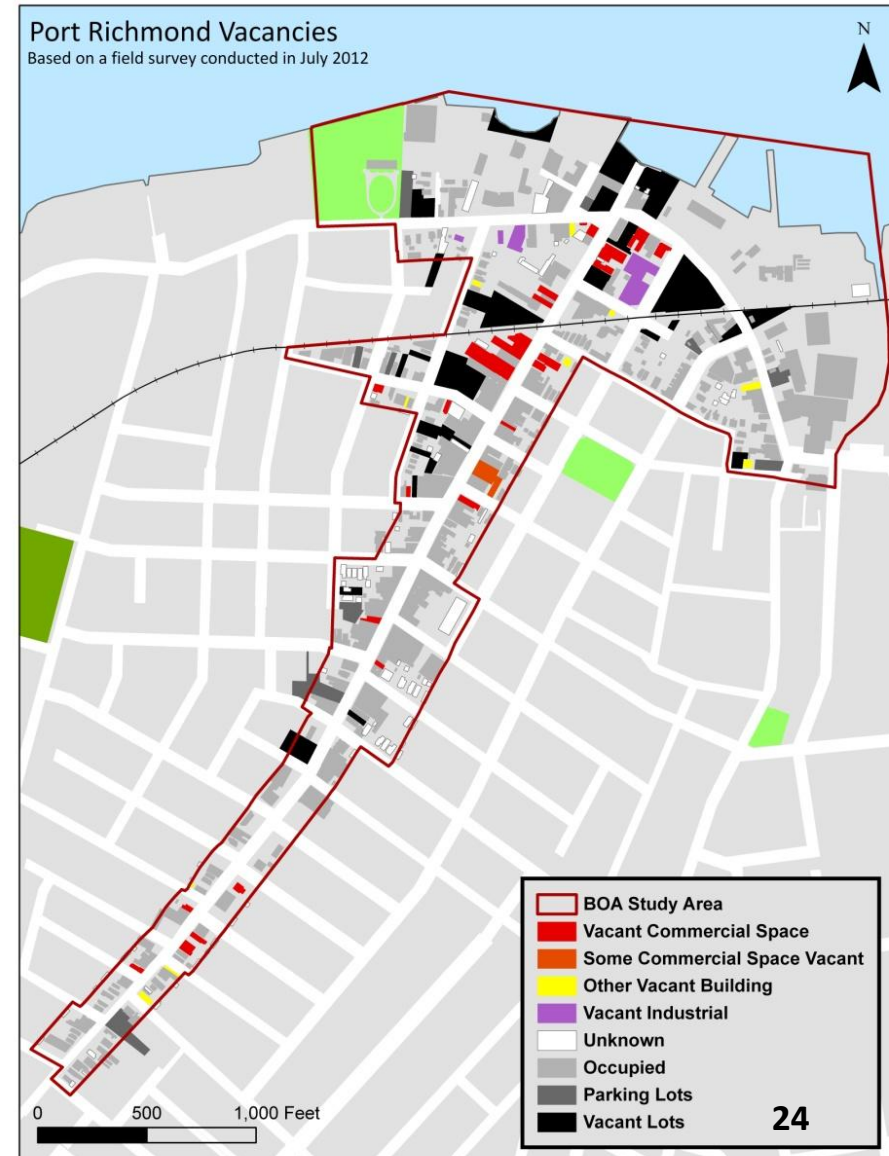 Port Richmond Vacancies
Based on a field survey conducted in July 2012
N
BOA Study Area
Vacant Commercial Space
Some Commercial Space Vacant
Other Vacant Building
Vacant Industrial
Unknown
Occupied
Parking Lots
Vacant Lots
24
0 500 1,000 Feet